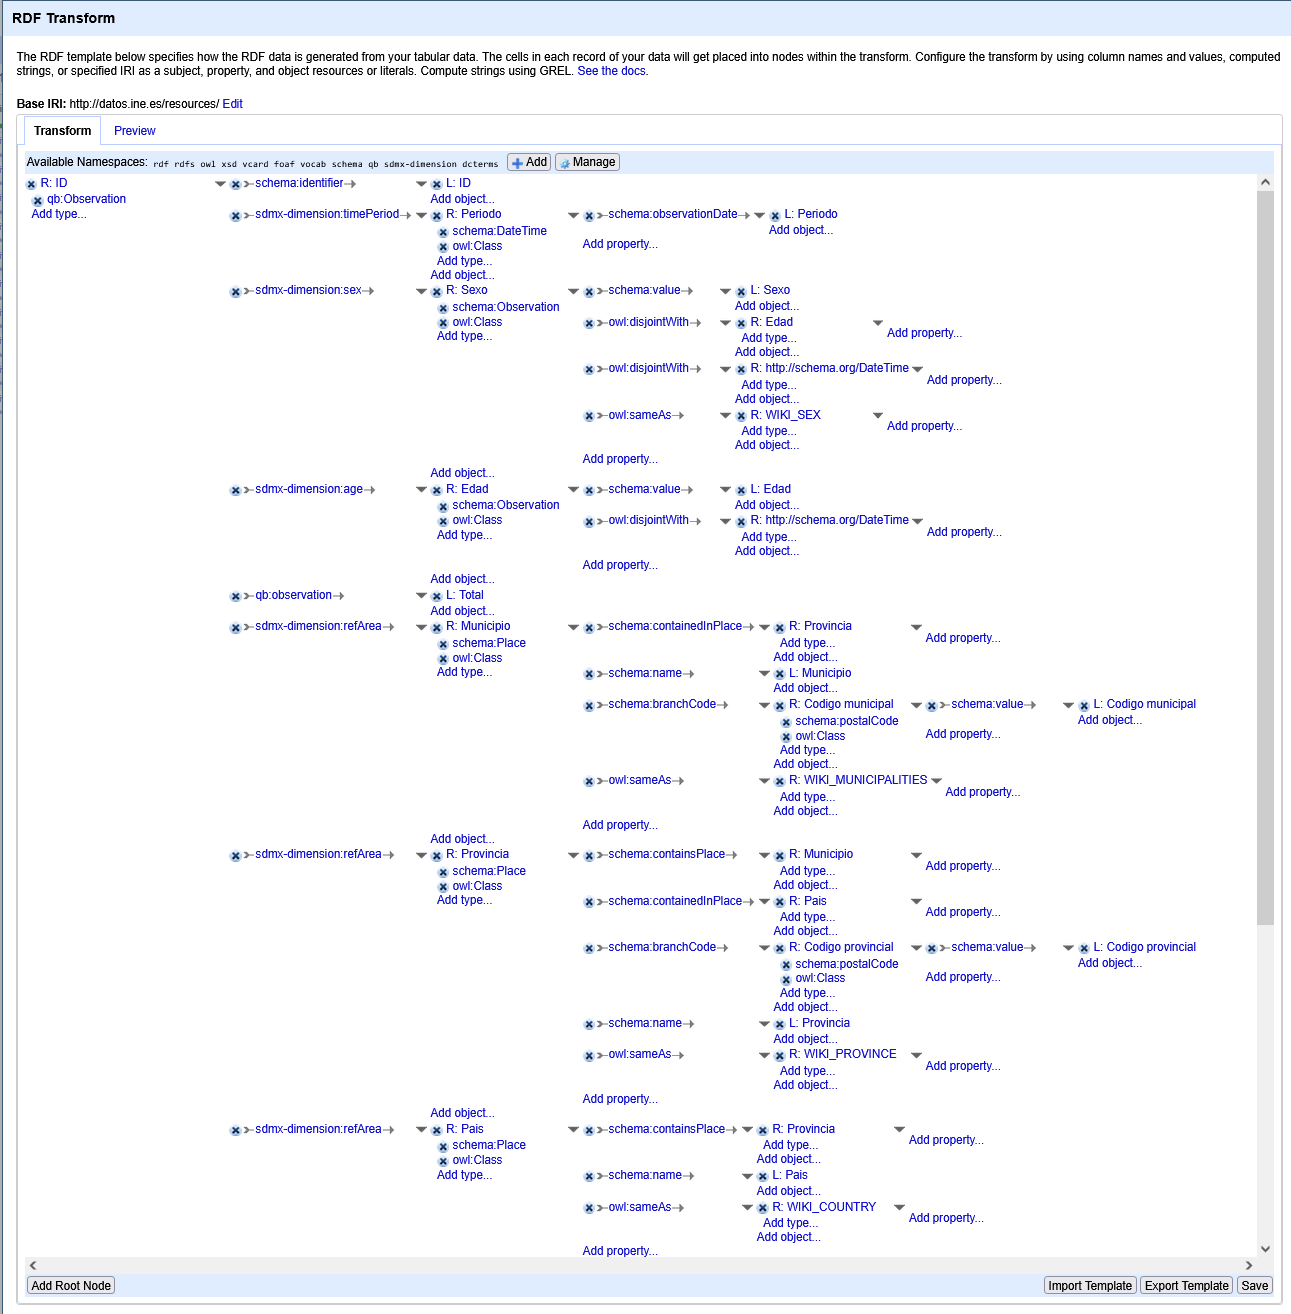 RDF Transform
The RDF template below specifies how the RDF data is generated from your tabular data. The cells in each record of your data will get placed into nodes within the transform. Configure the transform by using column names and values, computed
strings, or specified IRI as a subject, property, and object resources or literals. Compute strings using GREL. See the docs.
Base IRI: http://datos.ine.es/resources/ Edit
Transform Preview
Available Namespaces: rdf rdfs owl xsd vcard foaf vocab schema qb sdmx-dimension dcterms Add Manage
R: ID schema:identifier L: ID
qb:Observation Add object...
Add type... sdmx-dimension:timePeriod R: Periodo schema:observationDate L: Periodo
schema:DateTime Add object...
owl:Class Add property...
Add type...
Add object...
sdmx-dimension:sex R: Sexo schema:value L: Sexo
schema:Observation Add object...
owl:Class owl:disjointWith R: Edad Add property...
Add type... Add type...
Add object...
owl:disjointWith R: http://schema.org/DateTime Add property...
Add type...
Add object...
owl:sameAs R: WIKI_SEX Add property...
Add type...
Add object...
Add property...
Add object...
sdmx-dimension:age R: Edad schema:value L: Edad
schema:Observation Add object...
owl:Class owl:disjointWith R: http://schema.org/DateTime Add property...
Add type... Add type...
Add object...
Add property...
Add object...
qb:observation L: Total
Add object...
sdmx-dimension:refArea R: Municipio schema:containedInPlace R: Provincia Add property...
schema:Place Add type...
owl:Class Add object...
Add type... schema:name L: Municipio
Add object...
schema:branchCode R: Codigo municipal schema:value L: Codigo municipal
schema:postalCode Add object...
owl:Class Add property...
Add type...
Add object...
owl:sameAs R: WIKI_MUNICIPALITIES Add property...
Add type...
Add object...
Add property...
Add object...
sdmx-dimension:refArea R: Provincia schema:containsPlace R: Municipio Add property...
schema:Place Add type...
owl:Class Add object...
Add type... schema:containedInPlace R: Pais Add property...
Add type...
Add object...
schema:branchCode R: Codigo provincial schema:value L: Codigo provincial
schema:postalCode Add object...
owl:Class Add property...
Add type...
Add object...
schema:name L: Provincia
Add object...
owl:sameAs R: WIKI_PROVINCE Add property...
Add type...
Add object...
Add property...
Add object...
sdmx-dimension:refArea R: Pais schema:containsPlace R: Provincia Add property...
schema:Place Add type...
owl:Class Add object...
Add type... schema:name L: Pais
Add object...
owl:sameAs R: WIKI_COUNTRY Add property...
Add type...
Add object...
Add property...
Add Root Node Import Template Export Template Save